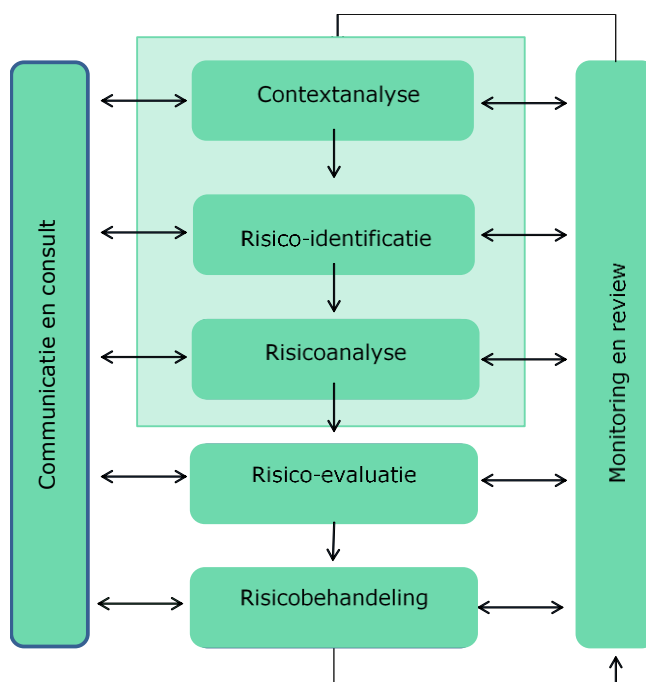 Communicatie en consult
Contextanalyse
Risico-identificatie
Risicoanalyse
Risico-evaluatie
Risicobehandeling
Monitoring en review